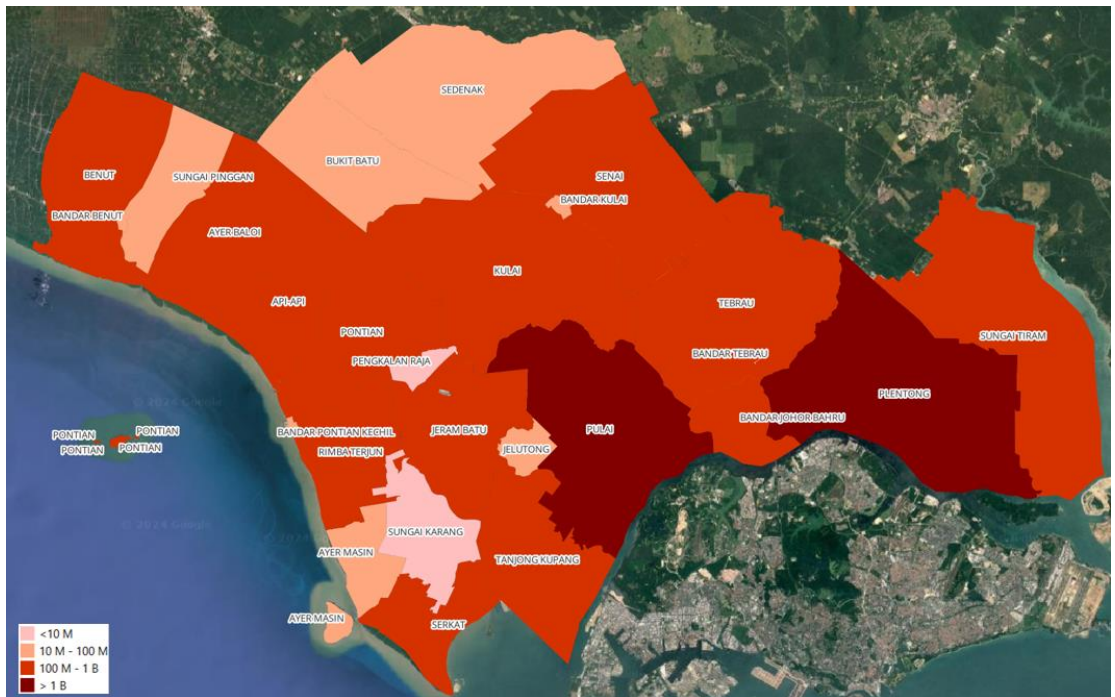 SEDENAK
BUKIT BATU
BENUT
SUNGAI PINGGAN
SENAI
BANDAR KULAI
BANDAR BENUT
AYER BALOI
KULAI
API-API
TEBRAU
PONTIAN
SUNGAI TIRAM
PENGKALAN RAJA
BANDAR TEBRAU
PLENTONG
BANDAR JOHOR BAHRU
PONTIAN
PONTIAN
PONTIAN
PONTIAN
BANDAR PONTIAN KECHIL
JERAM BATU
PULAI
RIMBA TERJUN
JELUTONG
SUNGAI KARANG
AYER MASIN
TANJONG KUPANG
AYER MASIN
SERKAT
<10 M
10 M - 100 M
100 M - 1 B
> 1 B